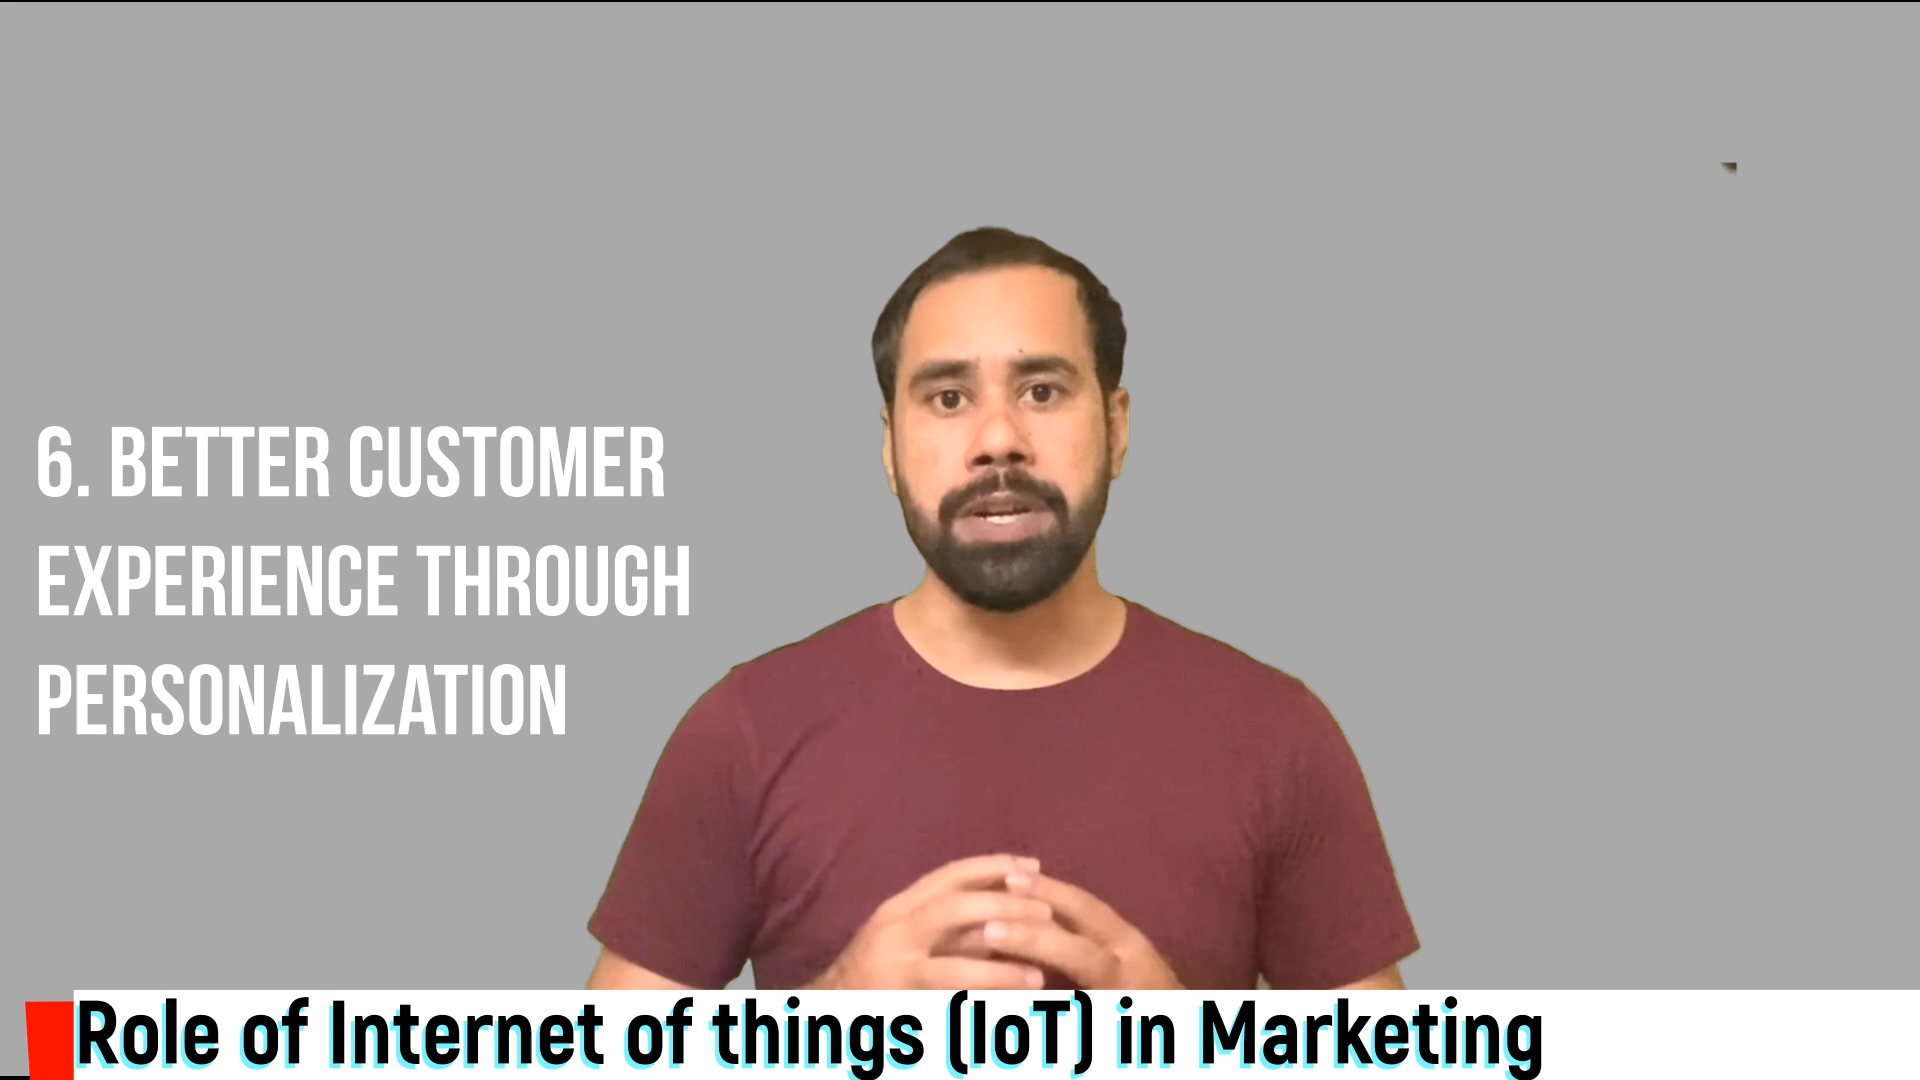 6. BETTER CUSTOMER
EXPERIENCE THROUGH
PERSONALIZATION
Role of Internet of things (IoT) in Marketing